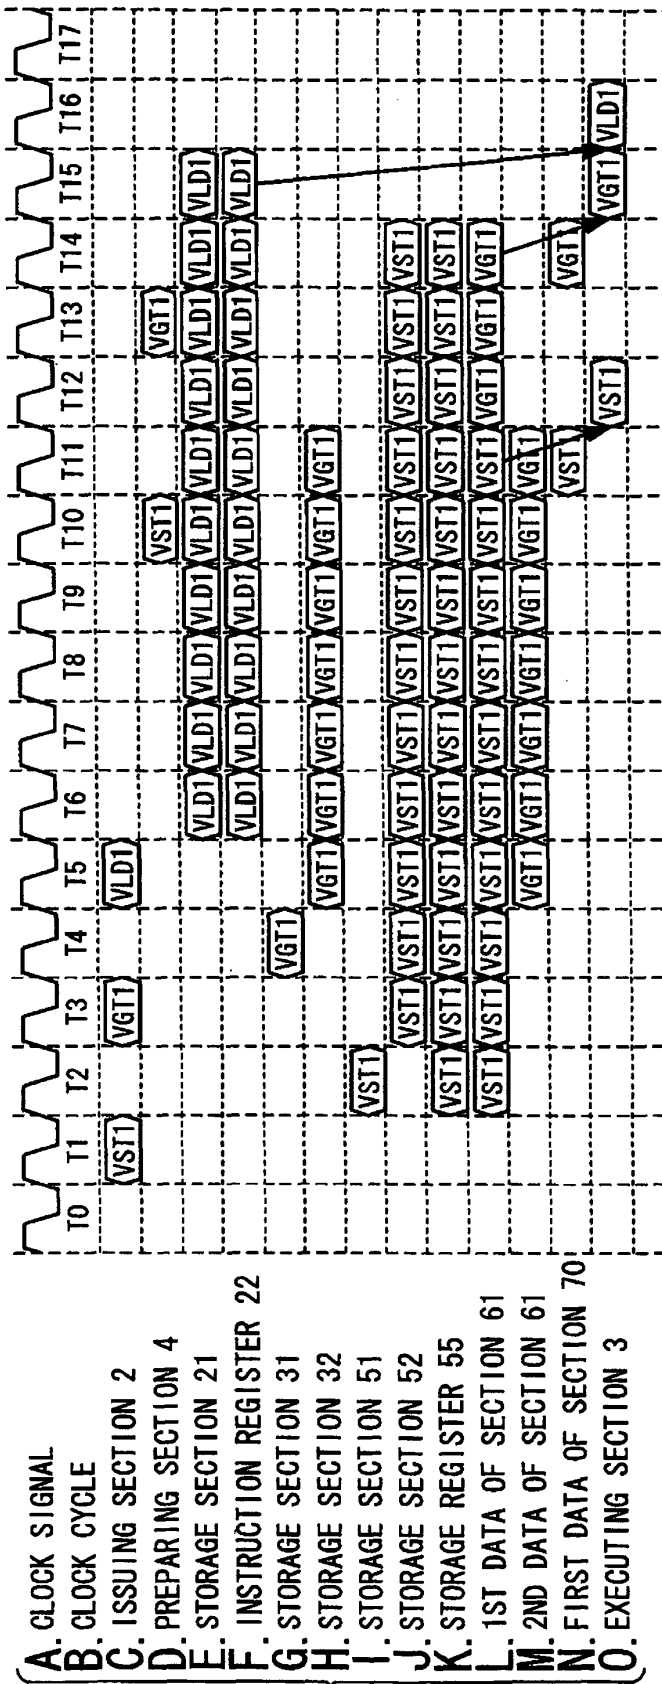 A. CLOCK SIGNAL
B. CLOCK CYCLE T0 T1 T2 T3 T4 T5 T6 T7 T8 T9 T10 T11 T12 T13 T14 T15 T16 T17
C. ISSUING SECTION 2 VST1 VGT1 VLD1
D. PREPARING SECTION 4 VST1 VGT1
E. STORAGE SECTION 21 VLD1 VLD1 VLD1 VLD1 VLD1 VLD1 VLD1 VLD1 VLD1 VLD1
F. INSTRUCTION REGISTER 22 VLD1 VLD1 VLD1 VLD1 VLD1 VLD1 VLD1 VLD1 VLD1 VLD1
G. STORAGE SECTION 31 VGT1
H. STORAGE SECTION 32 VGT1 VGT1 VGT1 VGT1 VGT1 VGT1 VGT1
I. STORAGE SECTION 51 VST1
J. STORAGE SECTION 52 VST1 VST1 VST1 VST1 VST1 VST1 VST1 VST1 VST1 VST1 VST1 VST1
K. STORAGE REGISTER 55 VST1 VST1 VST1 VST1 VST1 VST1 VST1 VST1 VST1 VST1 VST1 VST1 VST1
L. 1ST DATA OF SECTION 61 VST1 VST1 VST1 VST1 VST1 VST1 VST1 VST1 VST1 VST1 VGT1 VGT1 VGT1
M. 2ND DATA OF SECTION 61 VGT1 VGT1 VGT1 VGT1 VGT1 VGT1 VGT1
N. FIRST DATA OF SECTION 70 VST VGT
O. EXECUTING SECTION 3 VST1 VGT1 VLD1